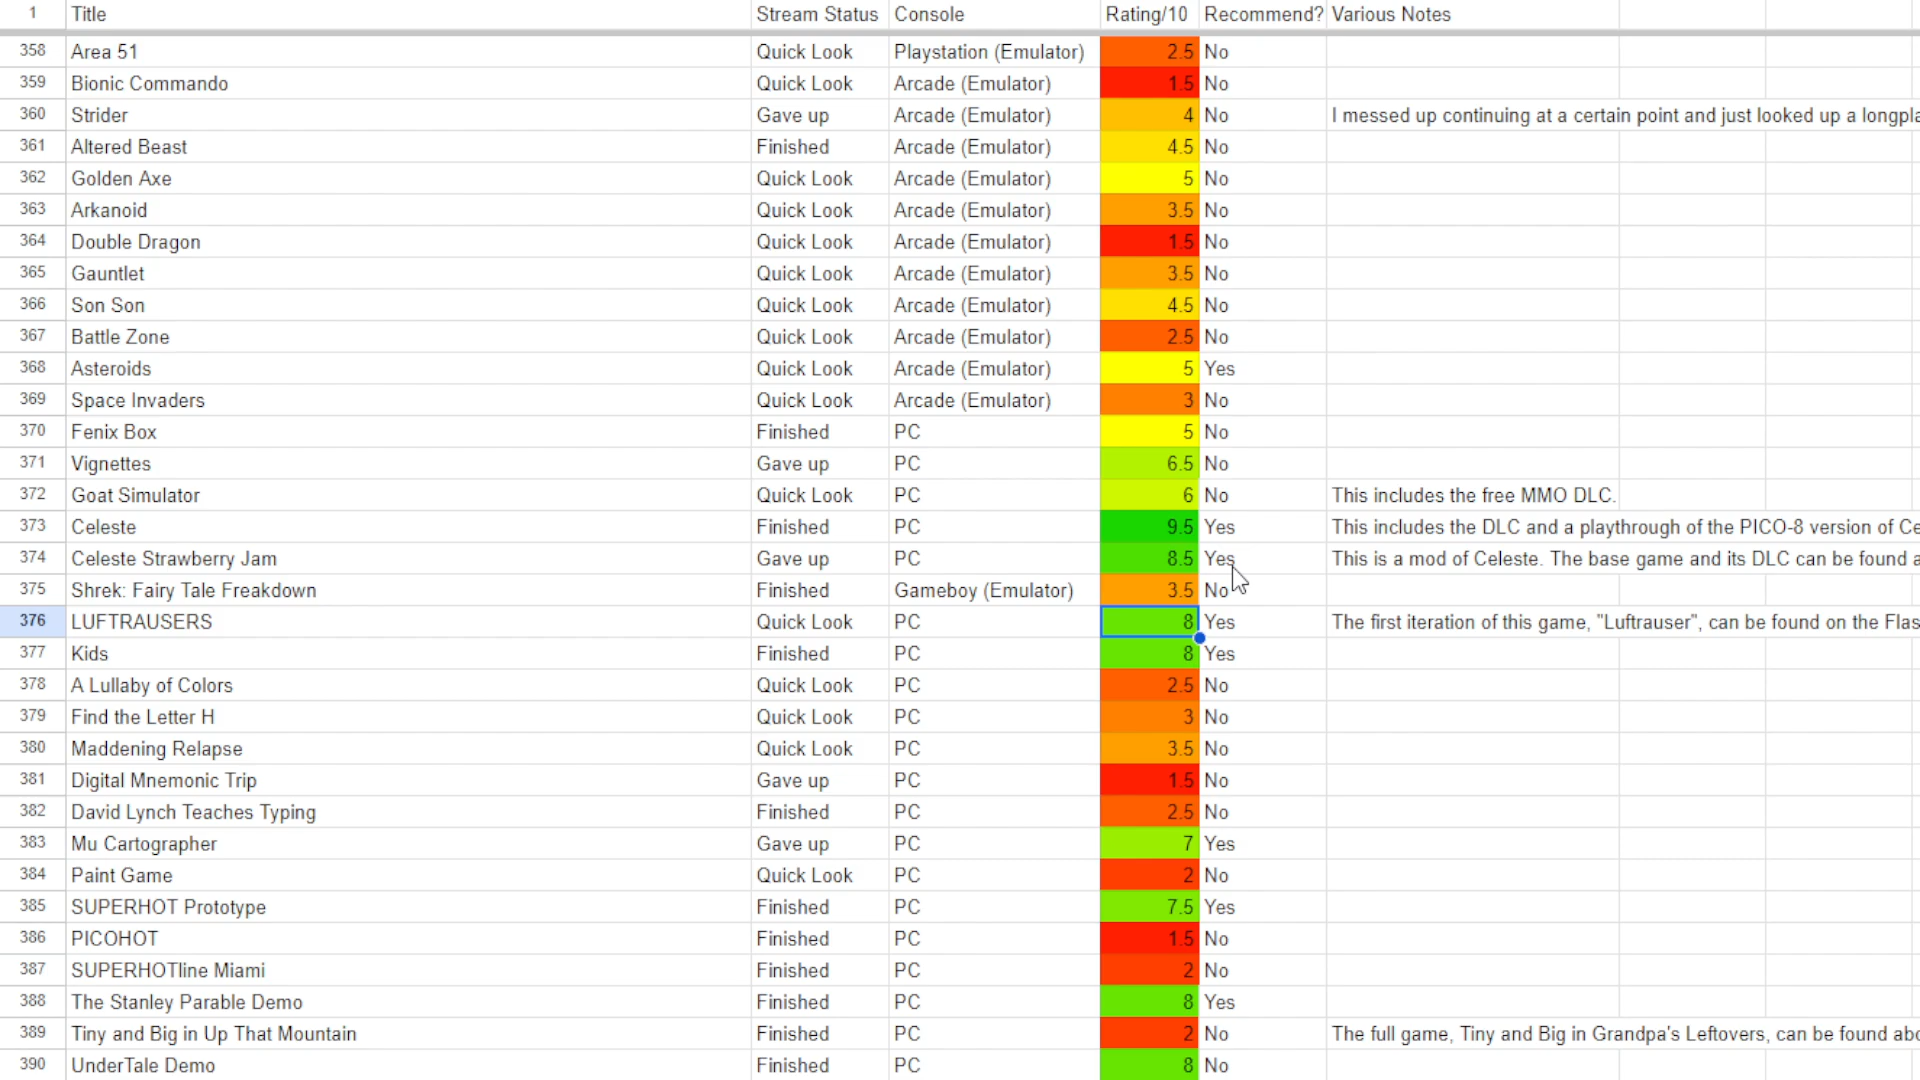 1 Title Stream Status Console Rating/10 Recommend? Various Notes
358 Area 51 Quick Look Playstation (Emulator) 2.5 No
359 Bionic Commando Quick Look Arcade (Emulator) 1.5 No
360 Strider Gave up Arcade (Emulator) 4 No I messed up continuing at a certain point and just looked up a longpla
361 Altered Beast Finished Arcade (Emulator) 4.5 No
362 Golden Axe Quick Look Arcade (Emulator) 5 No
363 Arkanoid Quick Look Arcade (Emulator) 3.5 No
364 Double Dragon Quick Look Arcade (Emulator) 1.5 No
365 Gauntlet Quick Look Arcade (Emulator) 3.5 No
366 Son Son Quick Look Arcade (Emulator) 4.5 No
367 Battle Zone Quick Look Arcade (Emulator) 2.5 No
368 Asteroids Quick Look Arcade (Emulator) 5 Yes
369 Space Invaders Quick Look Arcade (Emulator) 3 No
370 Fenix Box Finished PC 5 No
371 Vignettes Gave up PC 6.5 No
372 Goat Simulator Quick Look PC 6 No This includes the free MMO DLC.
373 Celeste Finished PC 9.5 Yes This includes the DLC and a playthrough of the PICO-8 version of Ce
374 Celeste Strawberry Jam Gave up PC 8.5 Yes This is a mod of Celeste. The base game and its DLC can be found a
375 Shrek: Fairy Tale Freakdown Finished Gameboy (Emulator) 3.5 No
376 LUFTRAUSERS Quick Look PC 8 Yes The first iteration of this game, "Luftrauser", can be found on the Flas
377 Kids Finished PC 8 Yes
378 A Lullaby of Colors Quick Look PC 2.5 No
379 Find the Letter H Quick Look PC 3 No
380 Maddening Relapse Quick Look PC 3.5 No
381 Digital Mnemonic Trip Gave up PC 1.5 No
382 David Lynch Teaches Typing Finished PC 2.5 No
383 Mu Cartographer Gave up PC 7 Yes
384 Paint Game Quick Look PC 2 No
385 SUPERHOT Prototype Finished PC 7.5 Yes
386 PICOHOT Finished PC 1.5 No
387 SUPERHOTline Miami Finished PC 2 No
388 The Stanley Parable Demo Finished PC 8 Yes
389 Tiny and Big in Up That Mountain Finished PC 2 No The full game, Tiny and Big in Grandpa's Leftovers, can be found abo
390 UnderTale Demo Finished PC 8 No